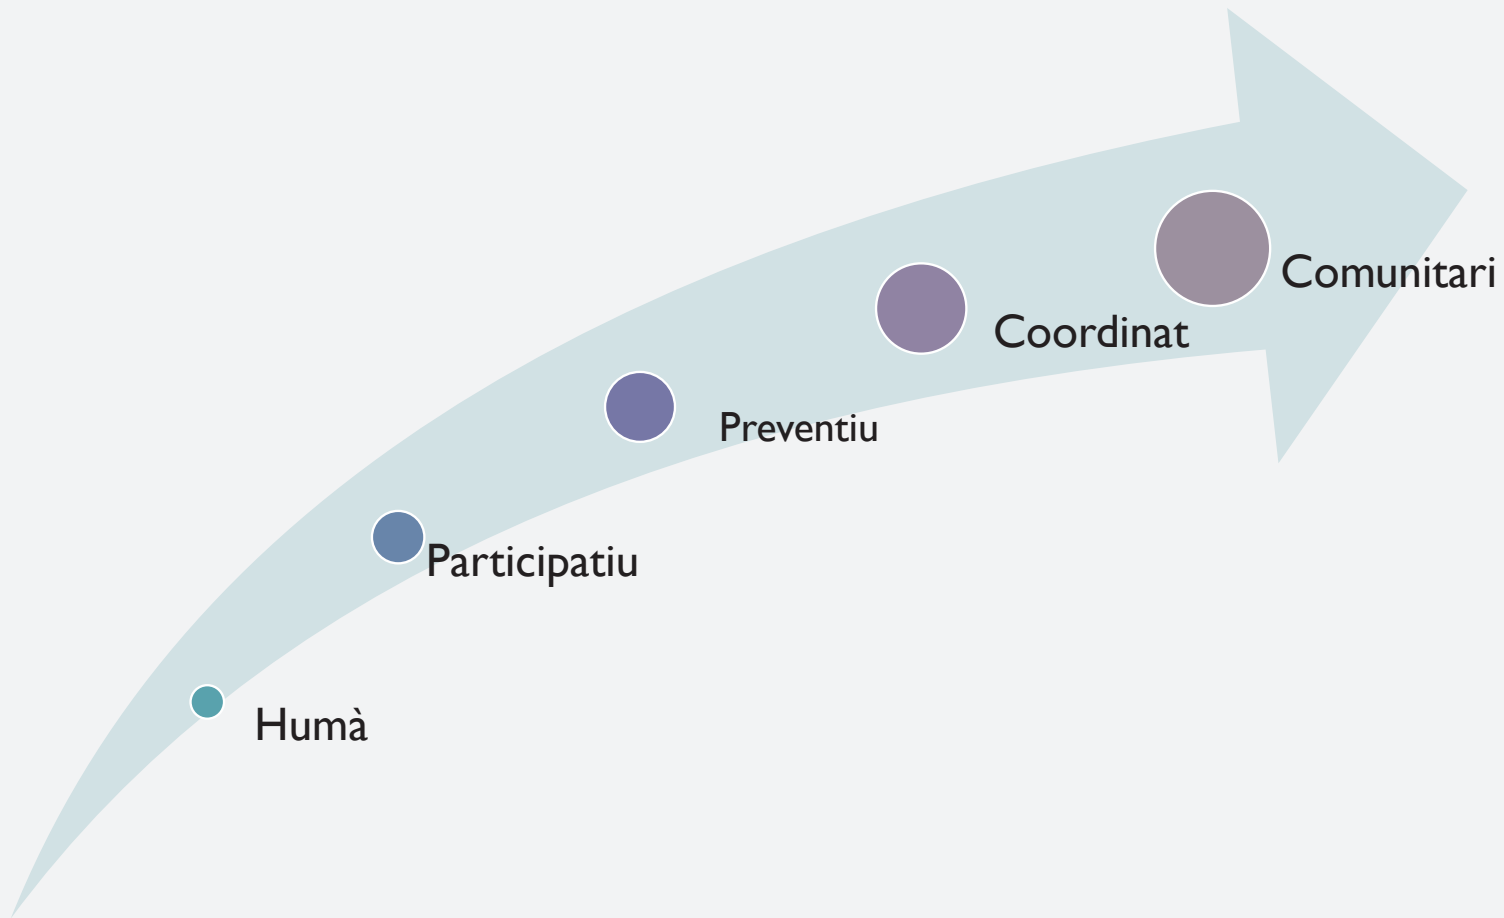 Humà
Participatiu
Preventiu
Coordinat
Comunitari